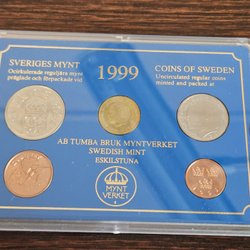 SVERIGES MYNT
Ocirkulerade reguljära mynt
präglade och förpackade vid
1999
COINS OF SWEDEN
Uncirculated regular coins
minted and packed at
AB TUMBA BRUK MYNTVERKET
SWEDISH MINT
ESKILSTUNA
MYNT
VERKET